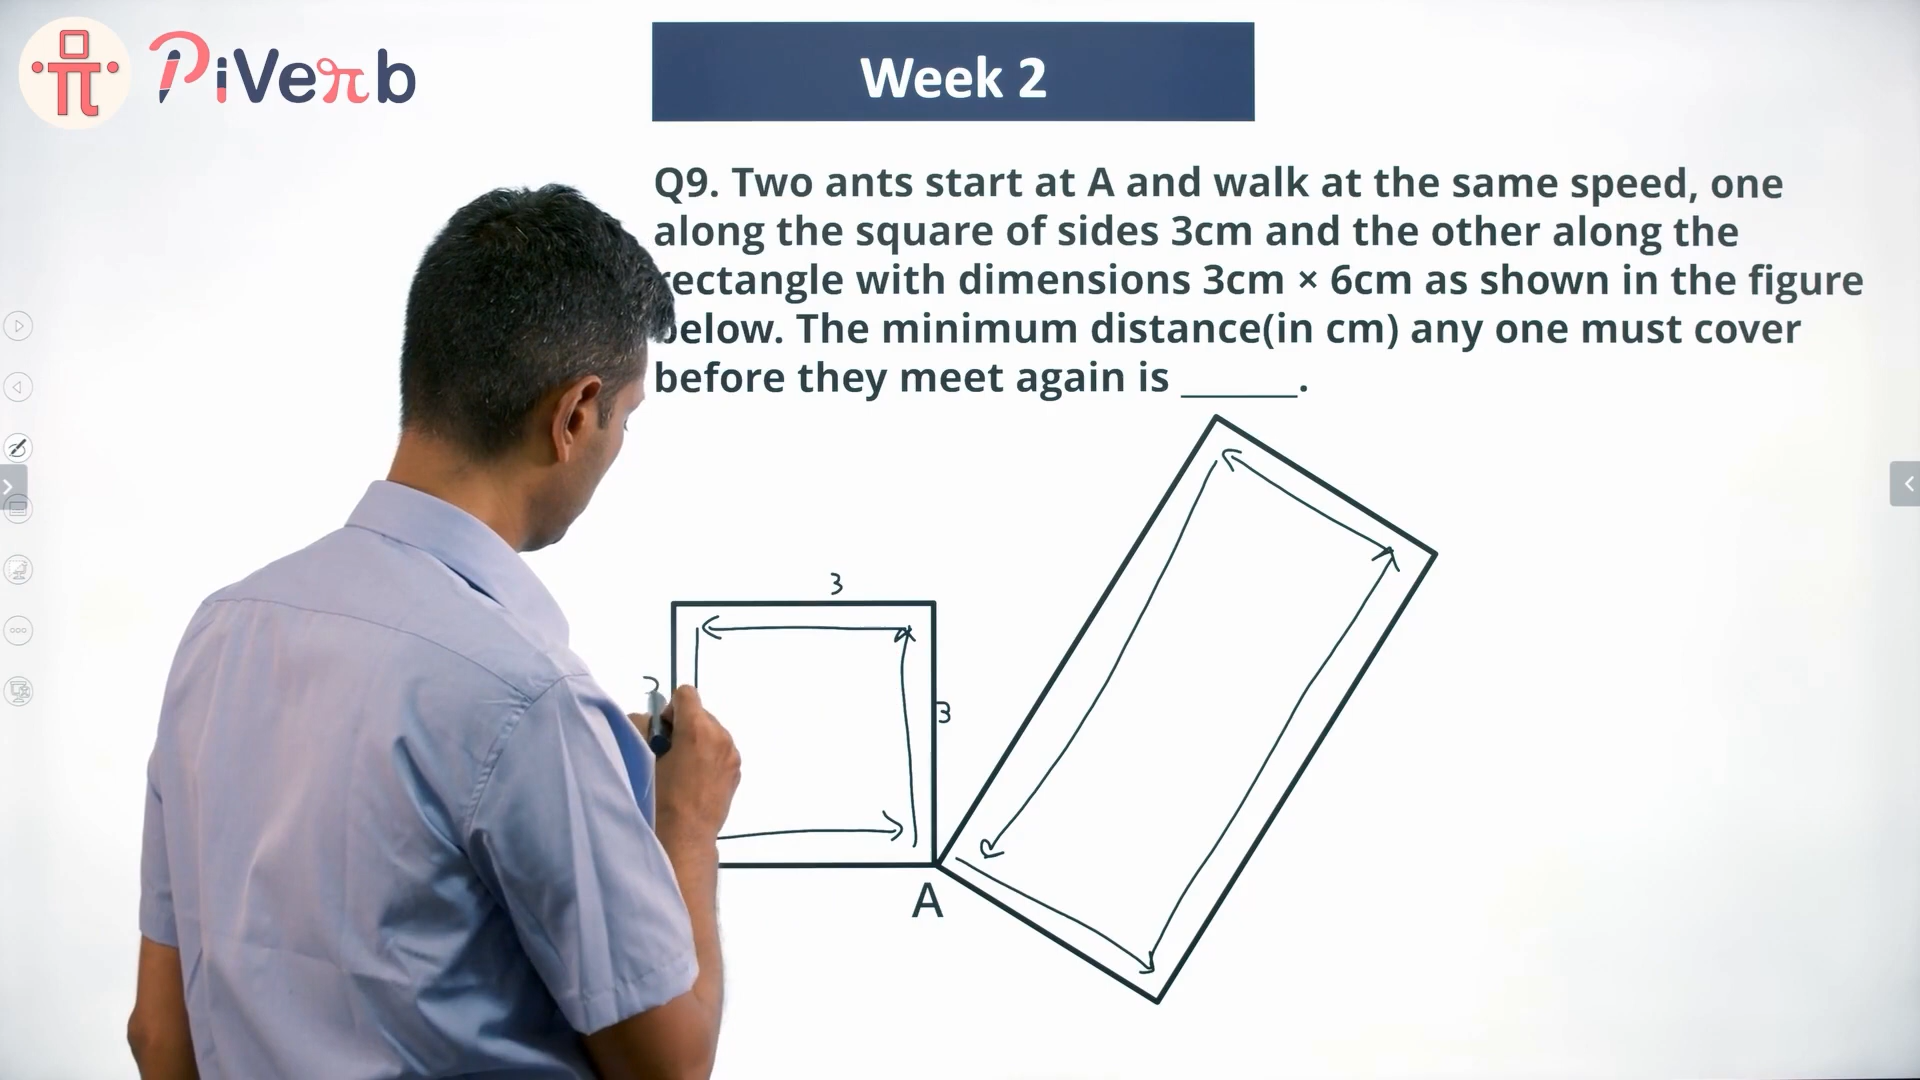 PiVerb
Week 2
Q9. Two ants start at A and walk at the same speed, one
along the square of sides 3cm and the other along the
rectangle with dimensions 3cm × 6cm as shown in the figure
below. The minimum distance(in cm) any one must cover
before they meet again is ______.
3
3
A